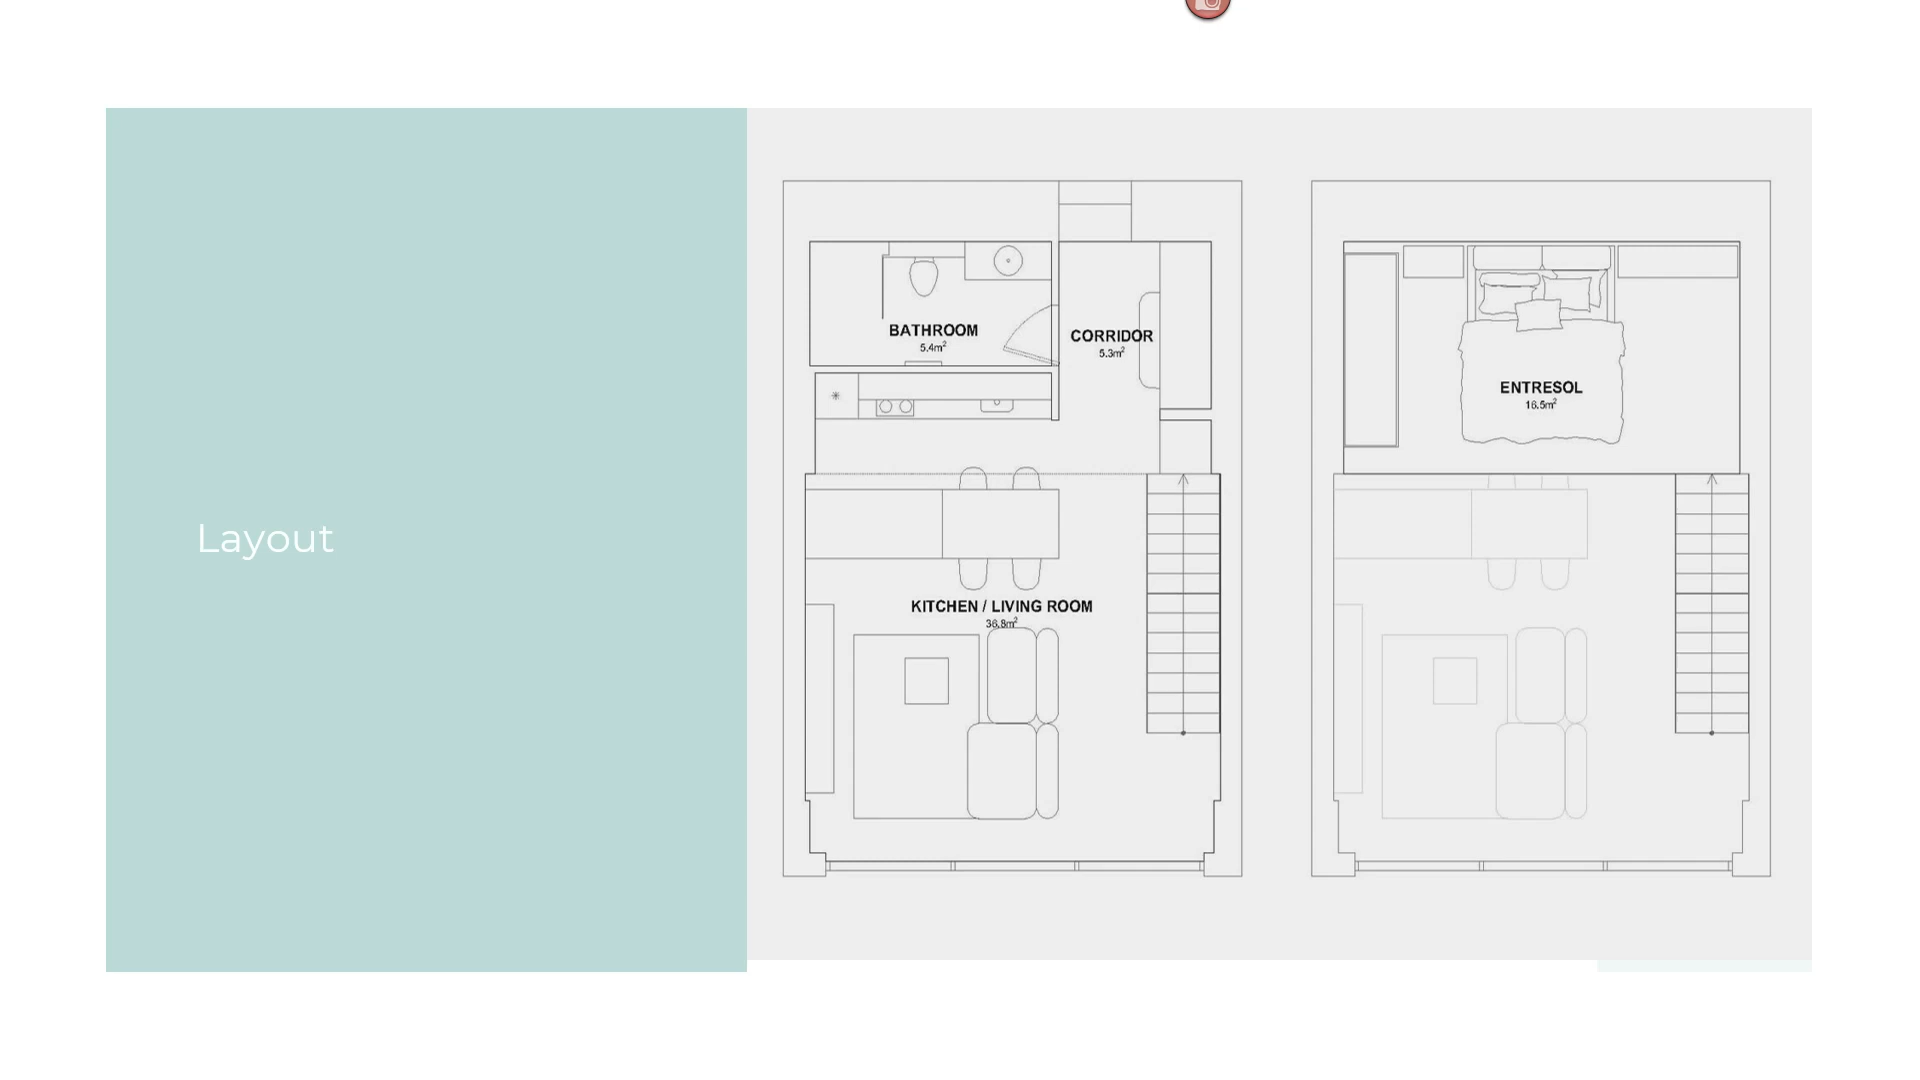 Layout
BATHROOM
5.4m²
CORRIDOR
5.3m²
KITCHEN / LIVING ROOM
36.8m²
ENTRESOL
16.5m²